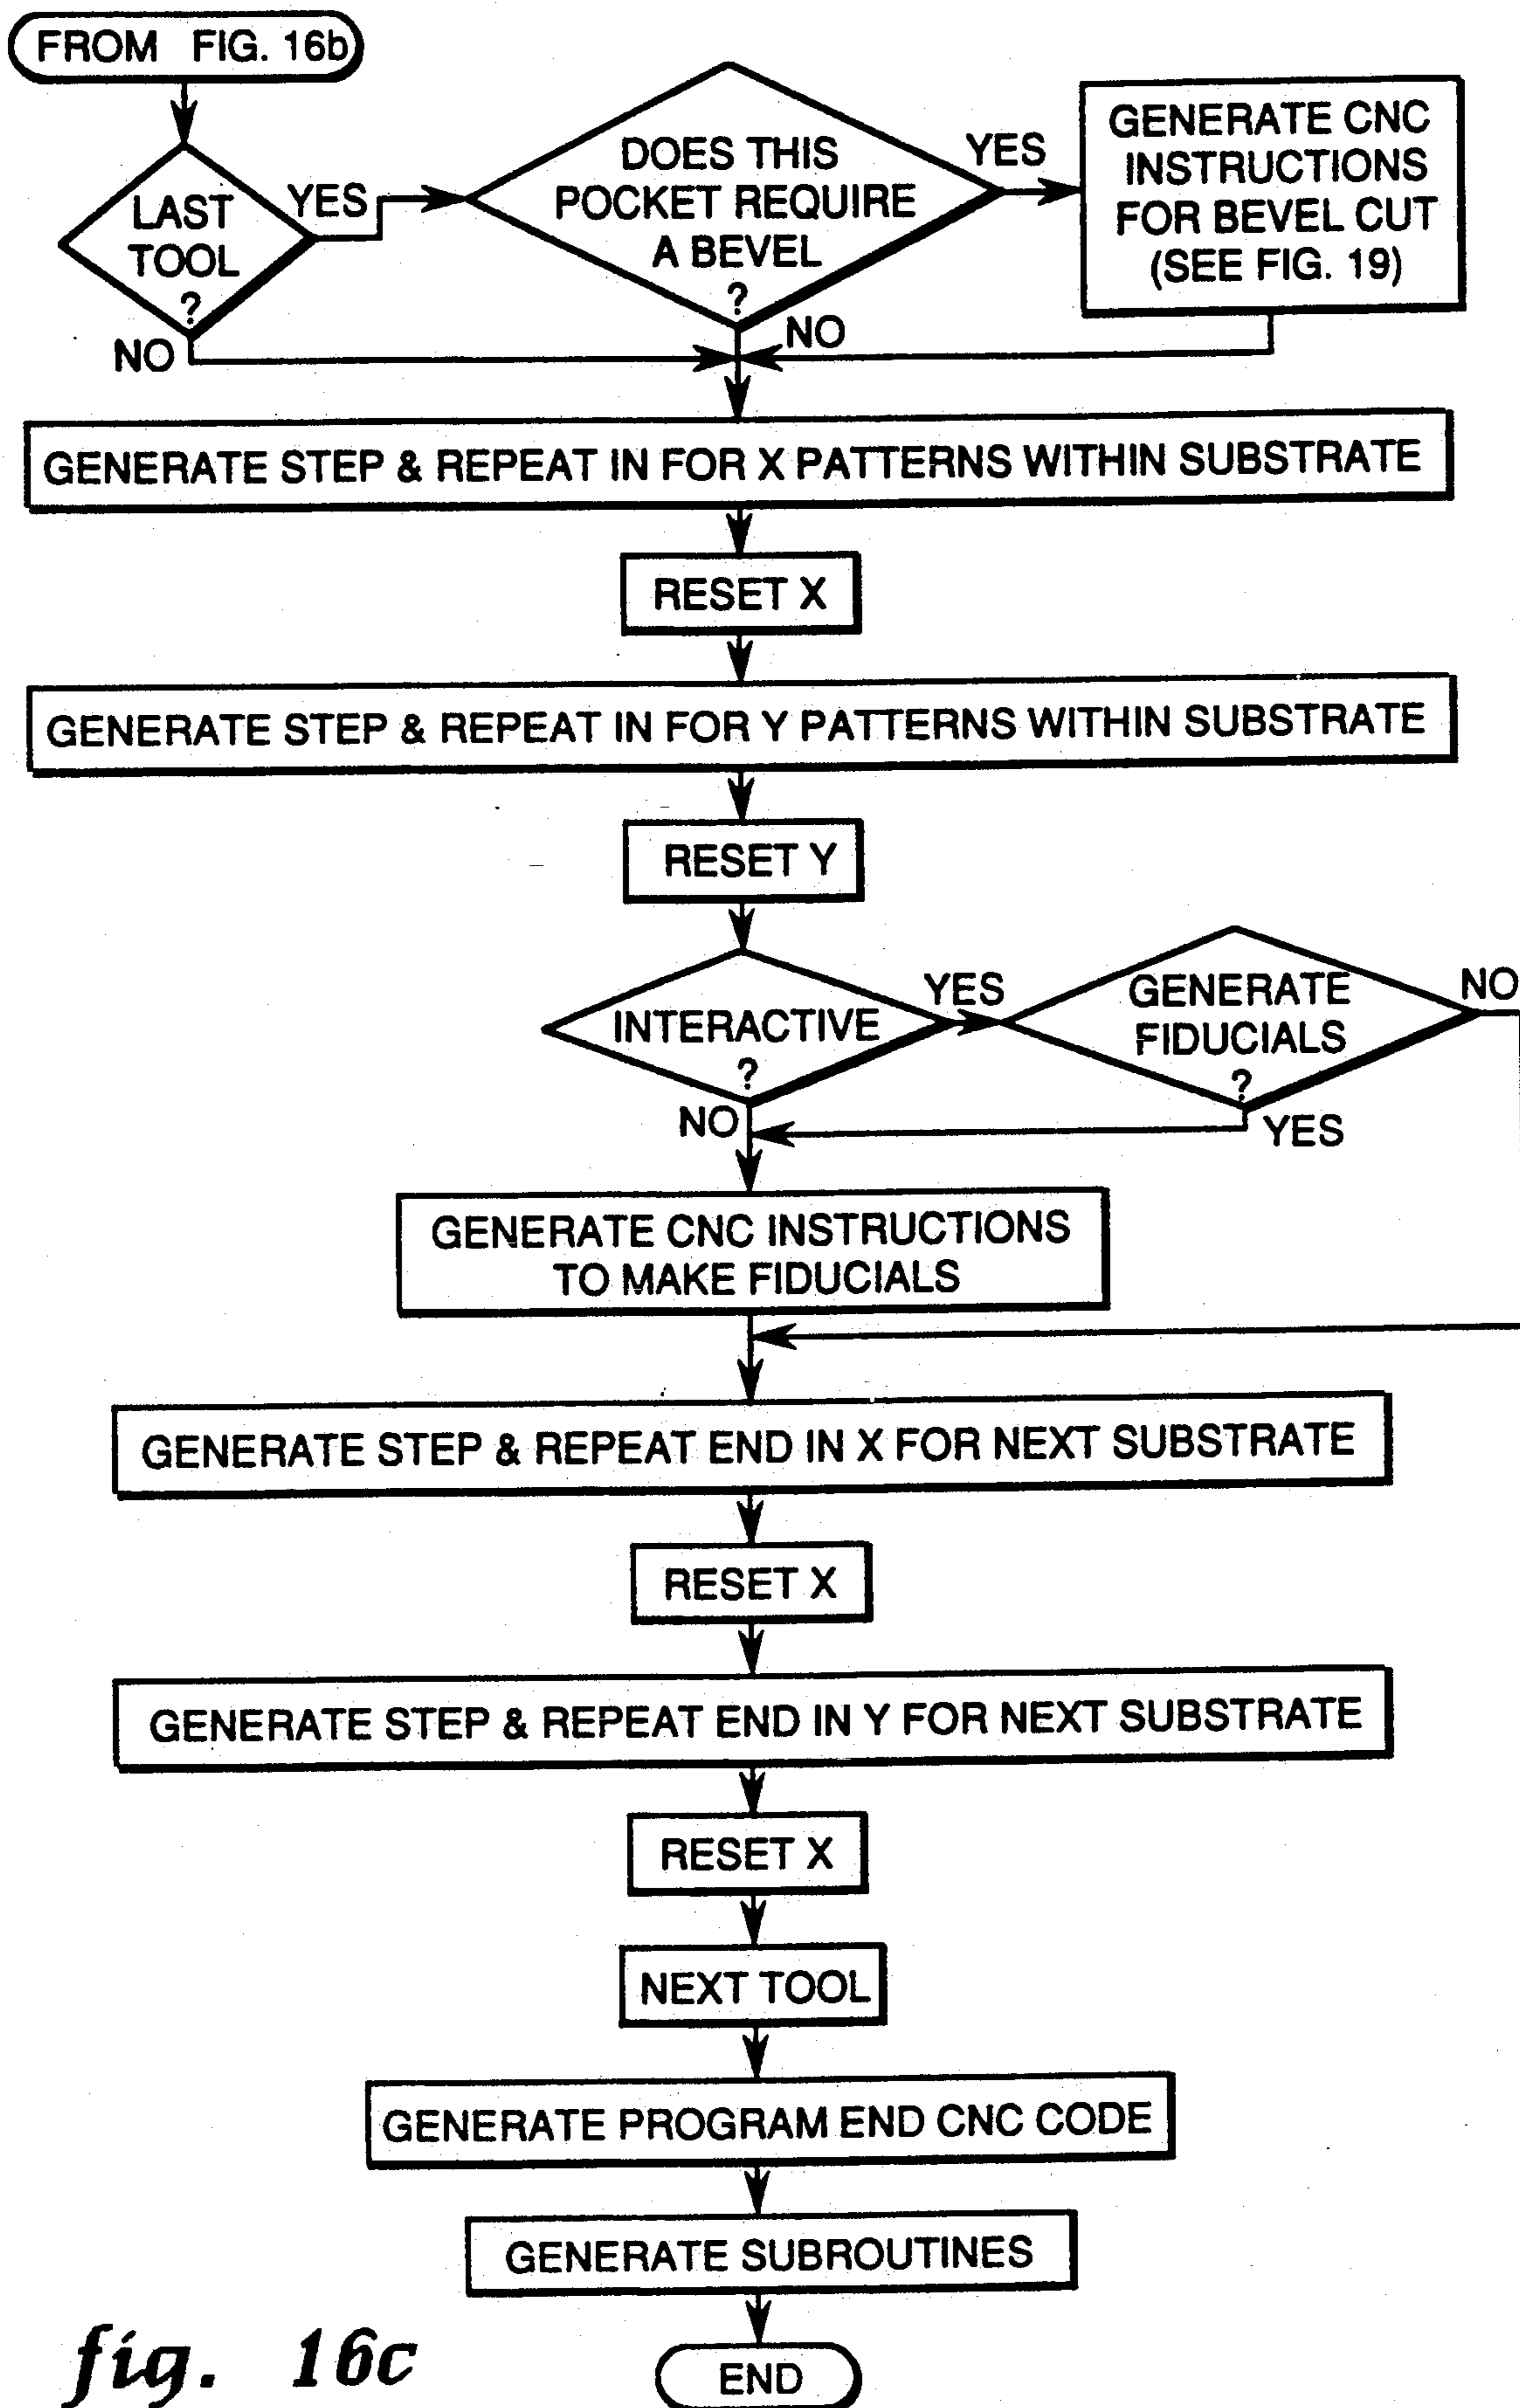 FROM FIG. 16b
LAST
TOOL
?
YES
NO
DOES THIS
POCKET REQUIRE
A BEVEL
?
YES
NO
GENERATE CNC
INSTRUCTIONS
FOR BEVEL CUT
(SEE FIG. 19)
GENERATE STEP & REPEAT IN FOR X PATTERNS WITHIN SUBSTRATE
RESET X
GENERATE STEP & REPEAT IN FOR Y PATTERNS WITHIN SUBSTRATE
RESET Y
INTERACTIVE
?
YES
NO
GENERATE
FIDUCIALS
?
NO
YES
GENERATE CNC INSTRUCTIONS
TO MAKE FIDUCIALS
GENERATE STEP & REPEAT END IN X FOR NEXT SUBSTRATE
RESET X
GENERATE STEP & REPEAT END IN Y FOR NEXT SUBSTRATE
RESET X
NEXT TOOL
GENERATE PROGRAM END CNC CODE
GENERATE SUBROUTINES
END
fig. 16c